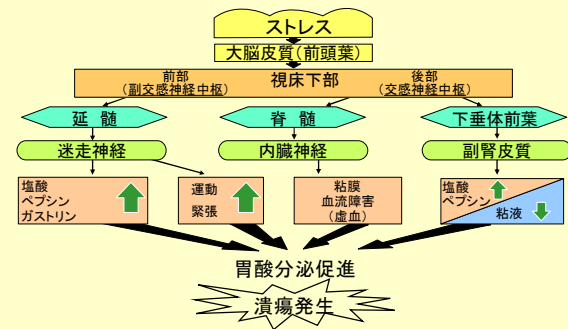 ストレス
大脳皮質(前頭葉)
前部
(副交感神経中枢)
視床下部
後部
(交感神経中枢)
延 髄
脊 髄
下垂体前葉
迷走神経
内臓神経
副腎皮質
塩酸
ペプシン
ガストリン
運動
緊張
粘膜
血流障害
(虚血)
塩酸
ペプシン
粘液
胃酸分泌促進
潰瘍発生